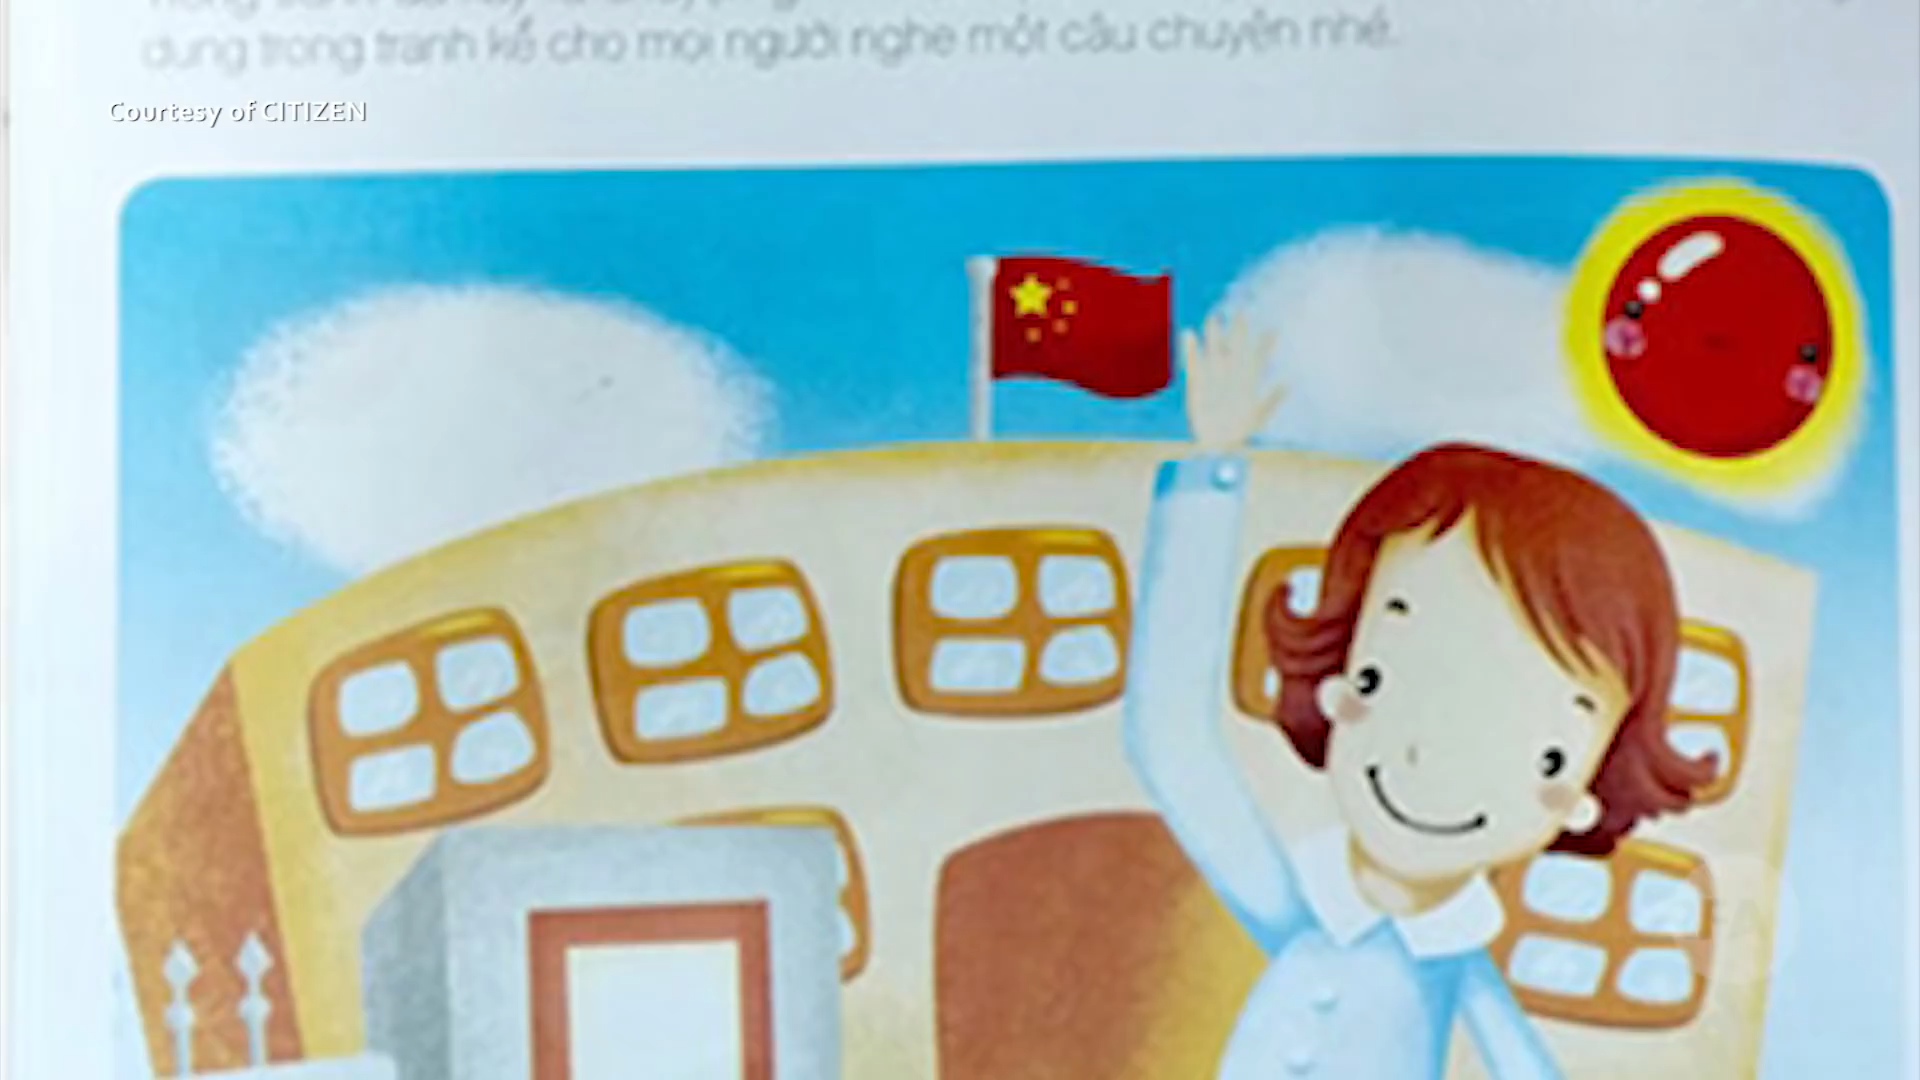 dung trong tranh kể cho mọi người nghe một câu chuyện nhé.
Courtesy of CITIZEN